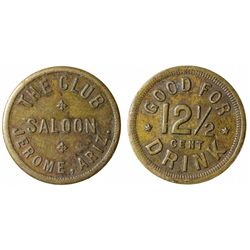 THE CLUB
SALOON
JEROME, ARIZ.
GOOD FOR
12½
CENT
DRINK